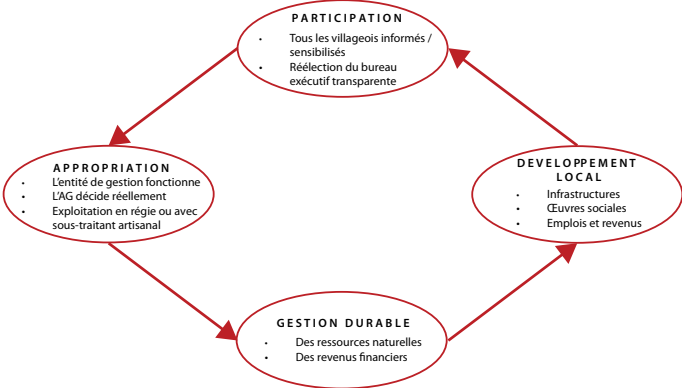 PARTICIPATION
• Tous les villageois informés /
sensibilisés
• Réélection du bureau
exécutif transparente
APPROPRIATION
• L'entité de gestion fonctionne
• L'AG décide réellement
• Exploitation en régie ou avec
sous-traitant artisanal
DEVELOPPEMENT
LOCAL
• Infrastructures
• Œuvres sociales
• Emplois et revenus
GESTION DURABLE
• Des ressources naturelles
• Des revenus financiers